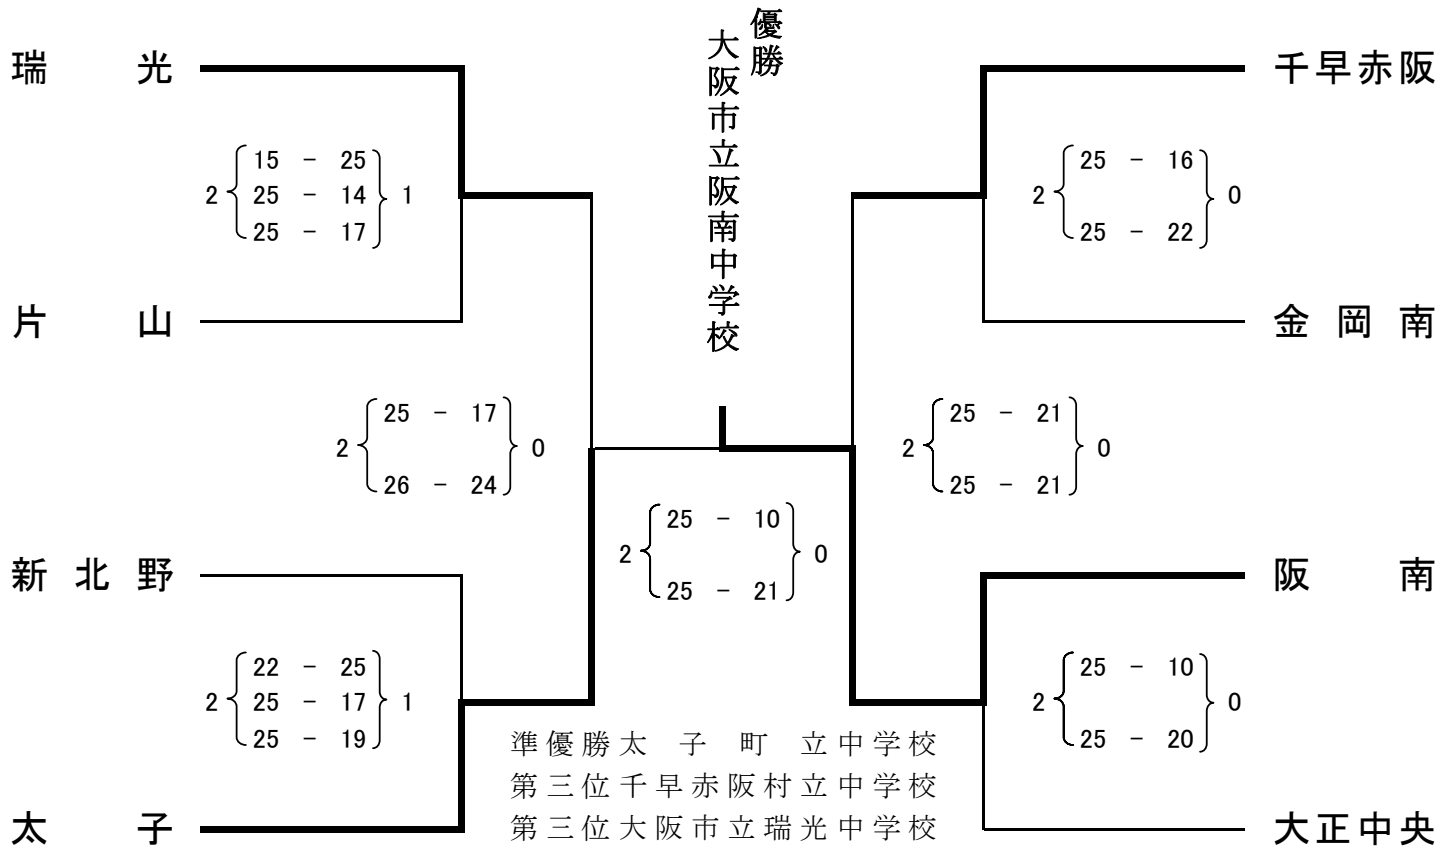 優勝
大阪市立阪南中学校
瑞光
千早赤阪
15 - 25
2 { 25 - 14 } 1
25 - 17
25 - 16
2 { } 0
25 - 22
片山
金岡南
25 - 17
2 { } 0
26 - 24
25 - 21
2 { } 0
25 - 21
25 - 10
2 { } 0
25 - 21
新北野
阪南
22 - 25
2 { 25 - 17 } 1
25 - 19
25 - 10
2 { } 0
25 - 20
準優勝太子町立中学校
第三位千早赤阪村立中学校
第三位大阪市立瑞光中学校
太子
大正中央